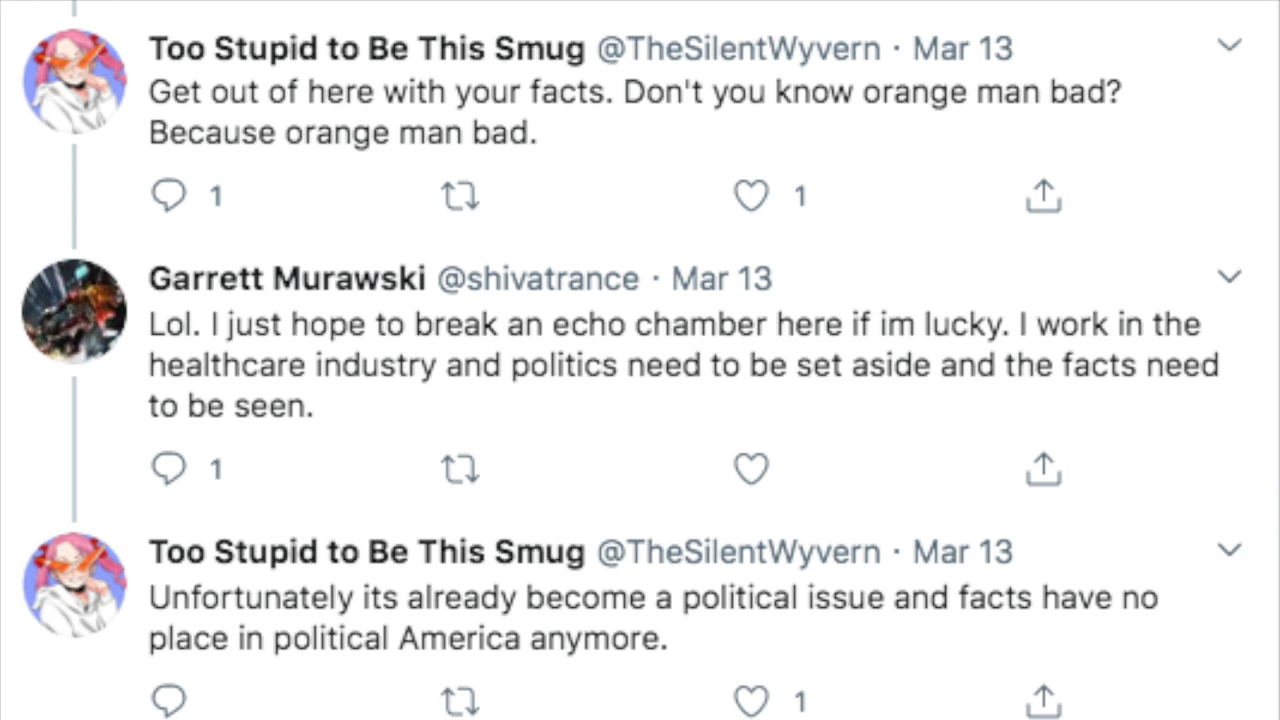 Too Stupid to Be This Smug @TheSilentWyvern · Mar 13
Get out of here with your facts. Don't you know orange man bad?
Because orange man bad.
1 1
Garrett Murawski @shivatrance · Mar 13
Lol. I just hope to break an echo chamber here if im lucky. I work in the
healthcare industry and politics need to be set aside and the facts need
to be seen.
1
Too Stupid to Be This Smug @TheSilentWyvern · Mar 13
Unfortunately its already become a political issue and facts have no
place in political America anymore.
1